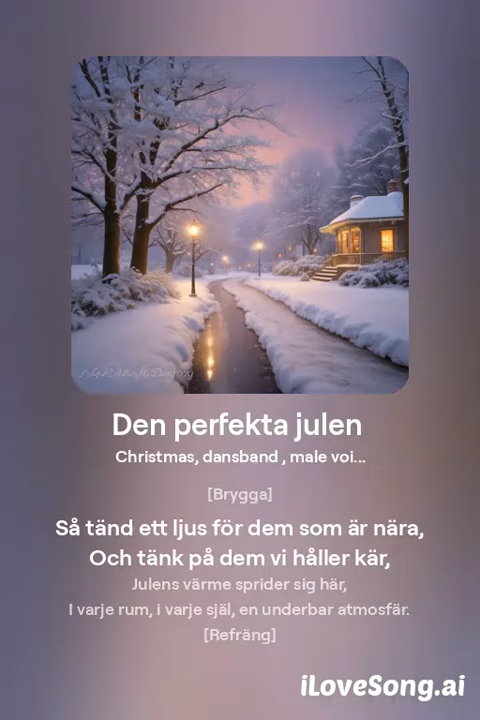 Den perfekta julen
Christmas, dansband , male voi...
[Brygga]
Så tänd ett ljus för dem som är nära,
Och tänk på dem vi håller kär,
Julens värme sprider sig här,
I varje rum, i varje själ, en underbar atmosfär.
[Refräng]
iLoveSong.ai